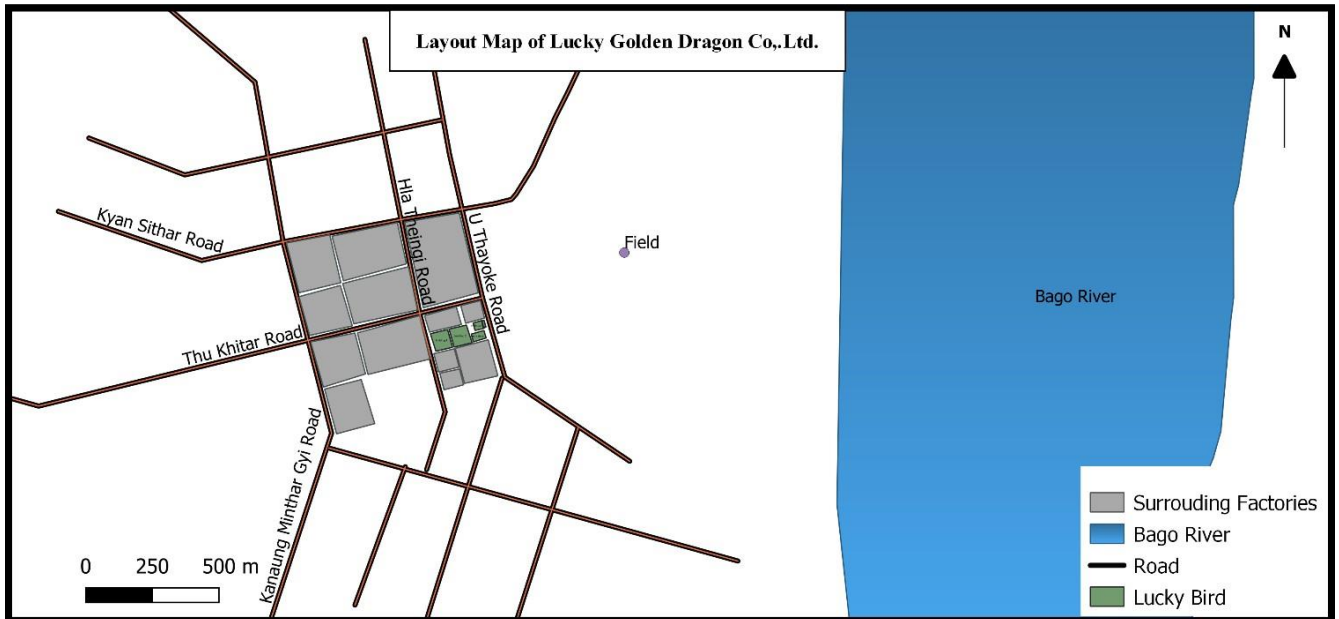 Layout Map of Lucky Golden Dragon Co,.Ltd.
N
Kyan Sithar Road
Hla Theingi Road
U Thayoke Road
Field
Bago River
Thu Khitar Road
Kanaung Minthar Gyi Road
0 250 500 m
Surrouding Factories
Bago River
Road
Lucky Bird